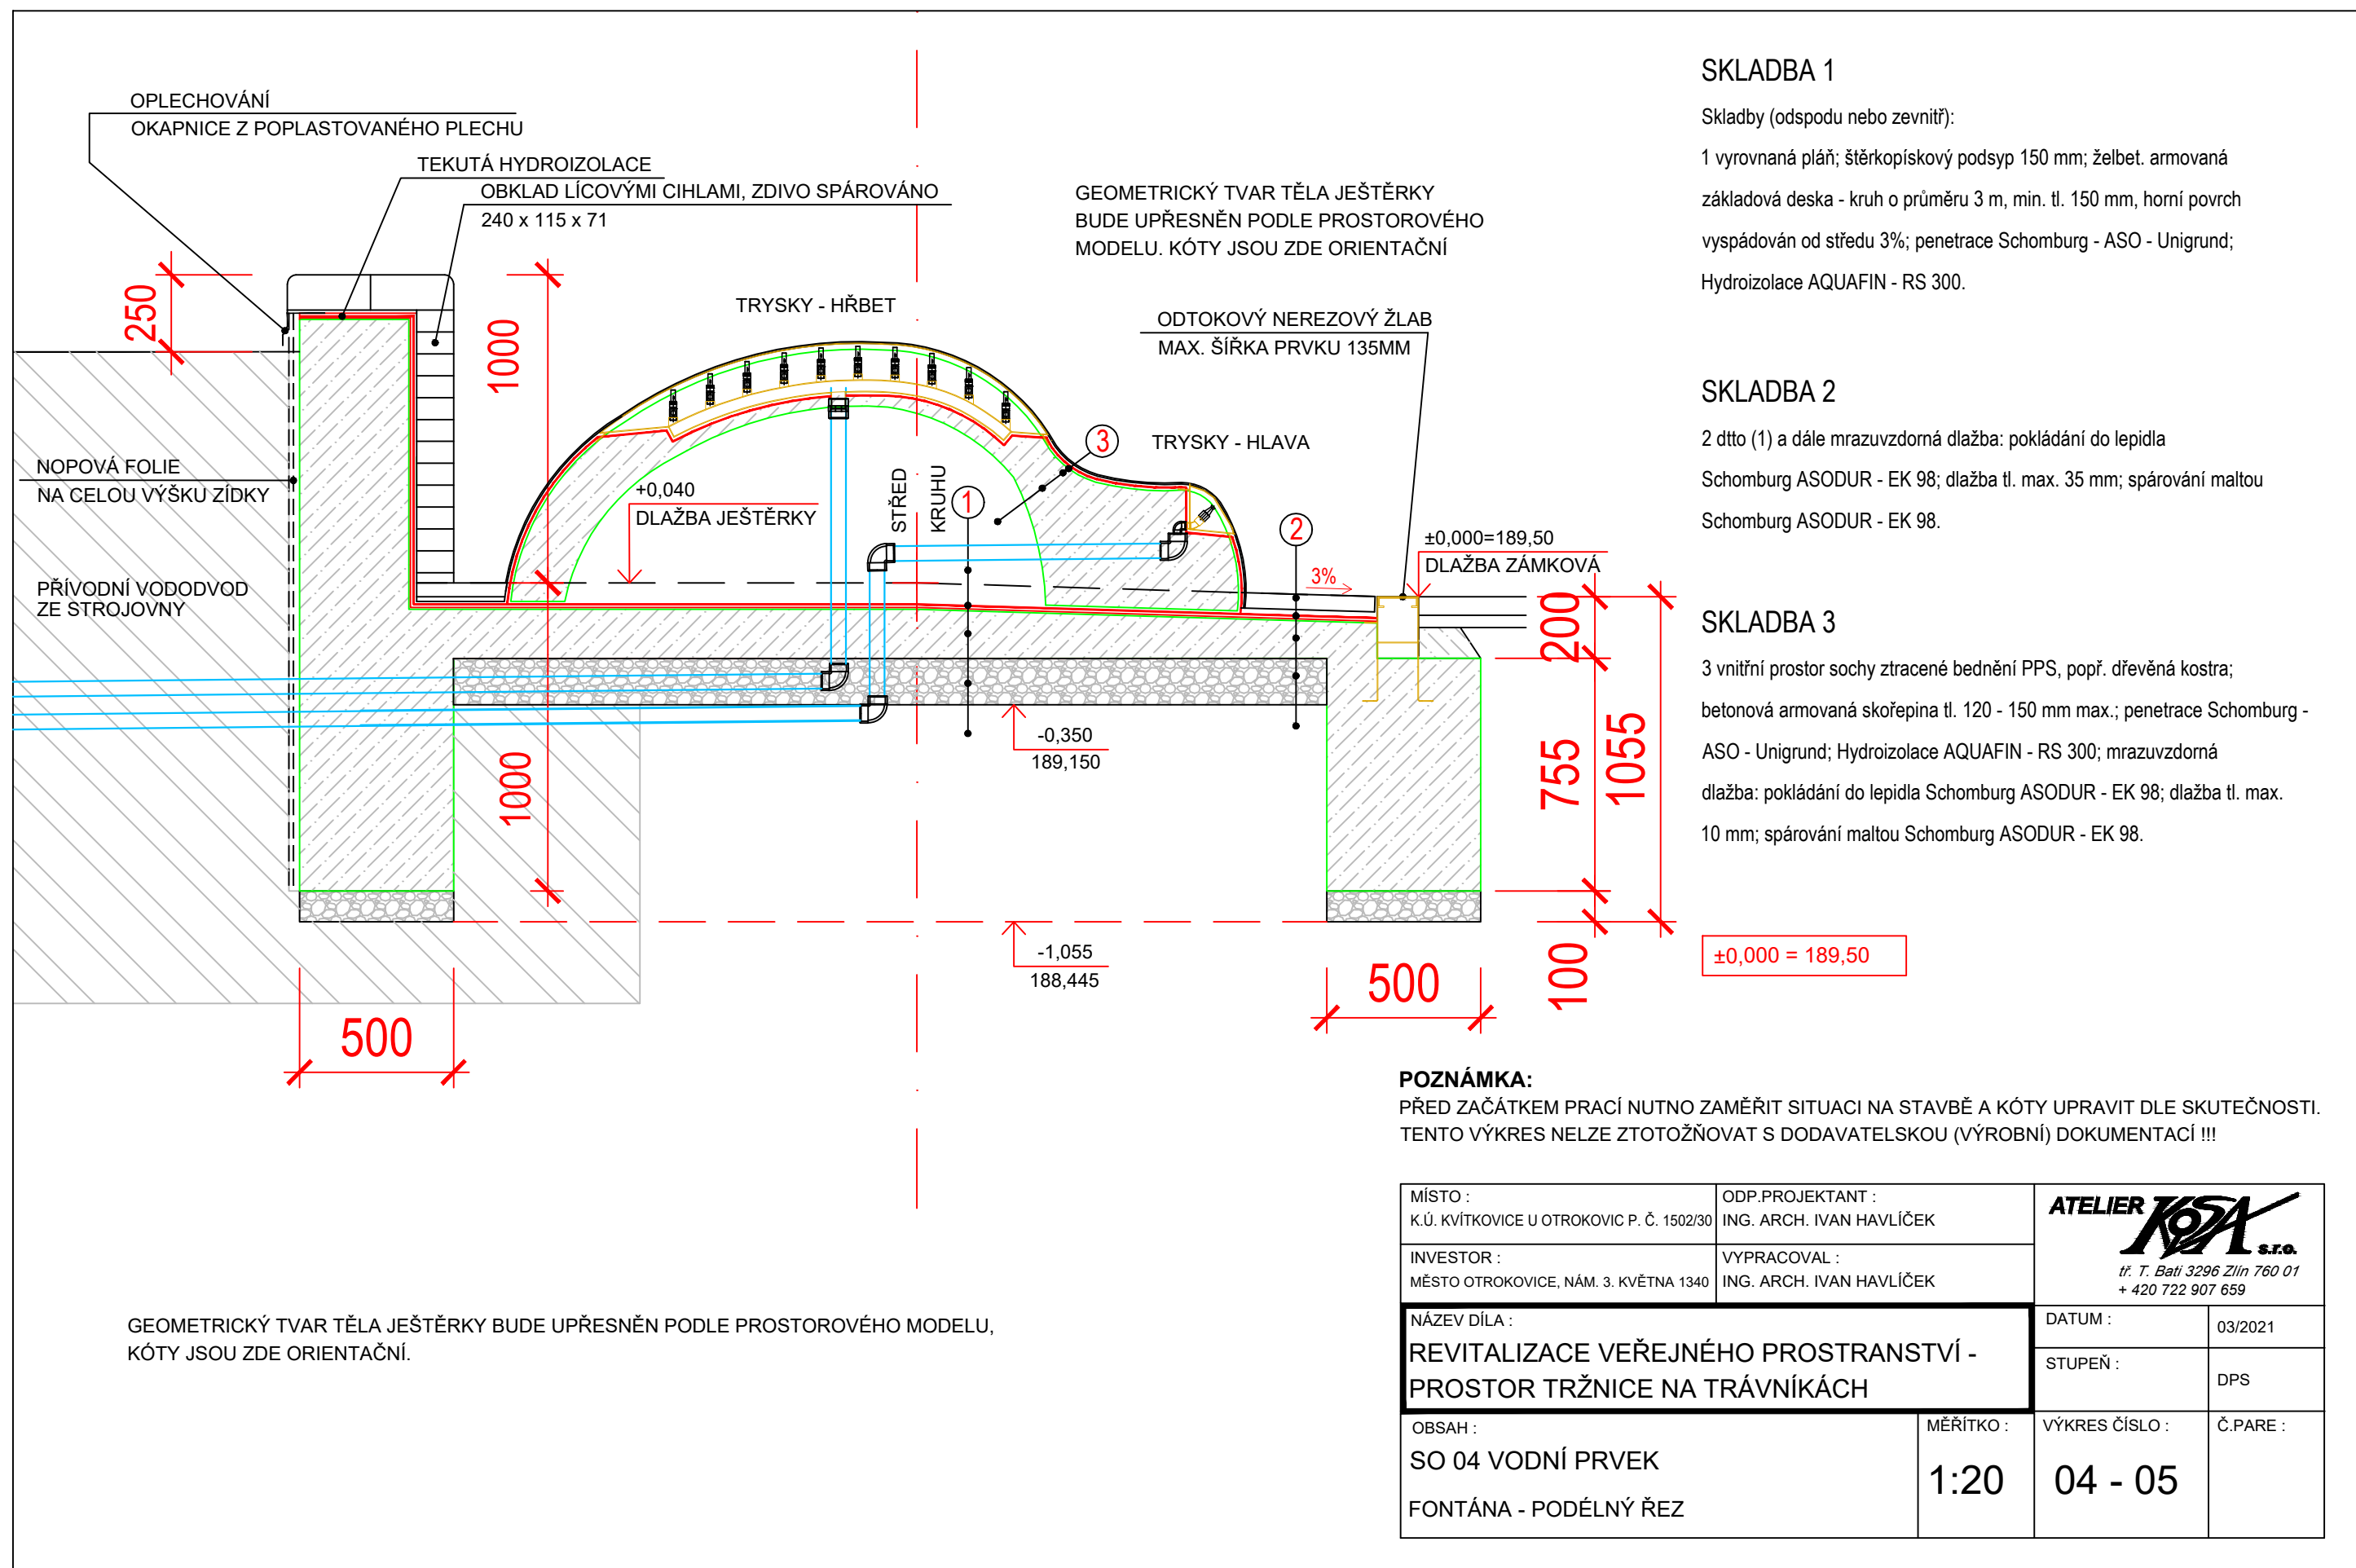 OPLECHOVÁNÍ
OKAPNICE Z POPLASTOVANÉHO PLECHU
TEKUTÁ HYDROIZOLACE
OBKLAD LÍCOVÝMI CIHLAMI, ZDIVO SPÁROVÁNO
240 x 115 x 71
GEOMETRICKÝ TVAR TĚLA JEŠTĚRKY
BUDE UPŘESNĚN PODLE PROSTOROVÉHO
MODELU. KÓTY JSOU ZDE ORIENTAČNÍ
250
1000
TRYSKY - HŘBET
ODTOKOVÝ NEREZOVÝ ŽLAB
MAX. ŠÍŘKA PRVKU 135MM
3
TRYSKY - HLAVA
NOPOVÁ FOLIE
NA CELOU VÝŠKU ZÍDKY
+0,040
DLAŽBA JEŠTĚRKY
STŘED
KRUHU
1
2
±0,000=189,50
DLAŽBA ZÁMKOVÁ
3%
PŘÍVODNÍ VODODVOD
ZE STROJOVNY
200
-0,350
189,150
1000
755
1055
-1,055
188,445
100
500
500
SKLADBA 1
Skladby (odspodu nebo zevnitř):
1 vyrovnaná pláň; štěrkopískový podsyp 150 mm; želbet. armovaná
základová deska - kruh o průměru 3 m, min. tl. 150 mm, horní povrch
vyspádován od středu 3%; penetrace Schomburg - ASO - Unigrund;
Hydroizolace AQUAFIN - RS 300.
SKLADBA 2
2 dtto (1) a dále mrazuvzdorná dlažba: pokládání do lepidla
Schomburg ASODUR - EK 98; dlažba tl. max. 35 mm; spárování maltou
Schomburg ASODUR - EK 98.
SKLADBA 3
3 vnitřní prostor sochy ztracené bednění PPS, popř. dřevěná kostra;
betonová armovaná skořepina tl. 120 - 150 mm max.; penetrace Schomburg -
ASO - Unigrund; Hydroizolace AQUAFIN - RS 300; mrazuvzdorná
dlažba: pokládání do lepidla Schomburg ASODUR - EK 98; dlažba tl. max.
10 mm; spárování maltou Schomburg ASODUR - EK 98.
±0,000 = 189,50
POZNÁMKA:
PŘED ZAČÁTKEM PRACÍ NUTNO ZAMĚŘIT SITUACI NA STAVBĚ A KÓTY UPRAVIT DLE SKUTEČNOSTI.
TENTO VÝKRES NELZE ZTOTOŽŇOVAT S DODAVATELSKOU (VÝROBNÍ) DOKUMENTACÍ !!!
GEOMETRICKÝ TVAR TĚLA JEŠTĚRKY BUDE UPŘESNĚN PODLE PROSTOROVÉHO MODELU,
KÓTY JSOU ZDE ORIENTAČNÍ.
MÍSTO :
K.Ú. KVÍTKOVICE U OTROKOVIC P. Č. 1502/30
ODP.PROJEKTANT :
ING. ARCH. IVAN HAVLÍČEK
INVESTOR :
MĚSTO OTROKOVICE, NÁM. 3. KVĚTNA 1340
VYPRACOVAL :
ING. ARCH. IVAN HAVLÍČEK
ATELIER KOSA s.r.o.
tř. T. Bati 3296 Zlín 760 01
+ 420 722 907 659
NÁZEV DÍLA :
REVITALIZACE VEŘEJNÉHO PROSTRANSTVÍ -
PROSTOR TRŽNICE NA TRÁVNÍKÁCH
DATUM :
03/2021
STUPEŇ :
DPS
OBSAH :
SO 04 VODNÍ PRVEK
FONTÁNA - PODÉLNÝ ŘEZ
MĚŘÍTKO :
1:20
VÝKRES ČÍSLO :
04 - 05
Č.PARE :